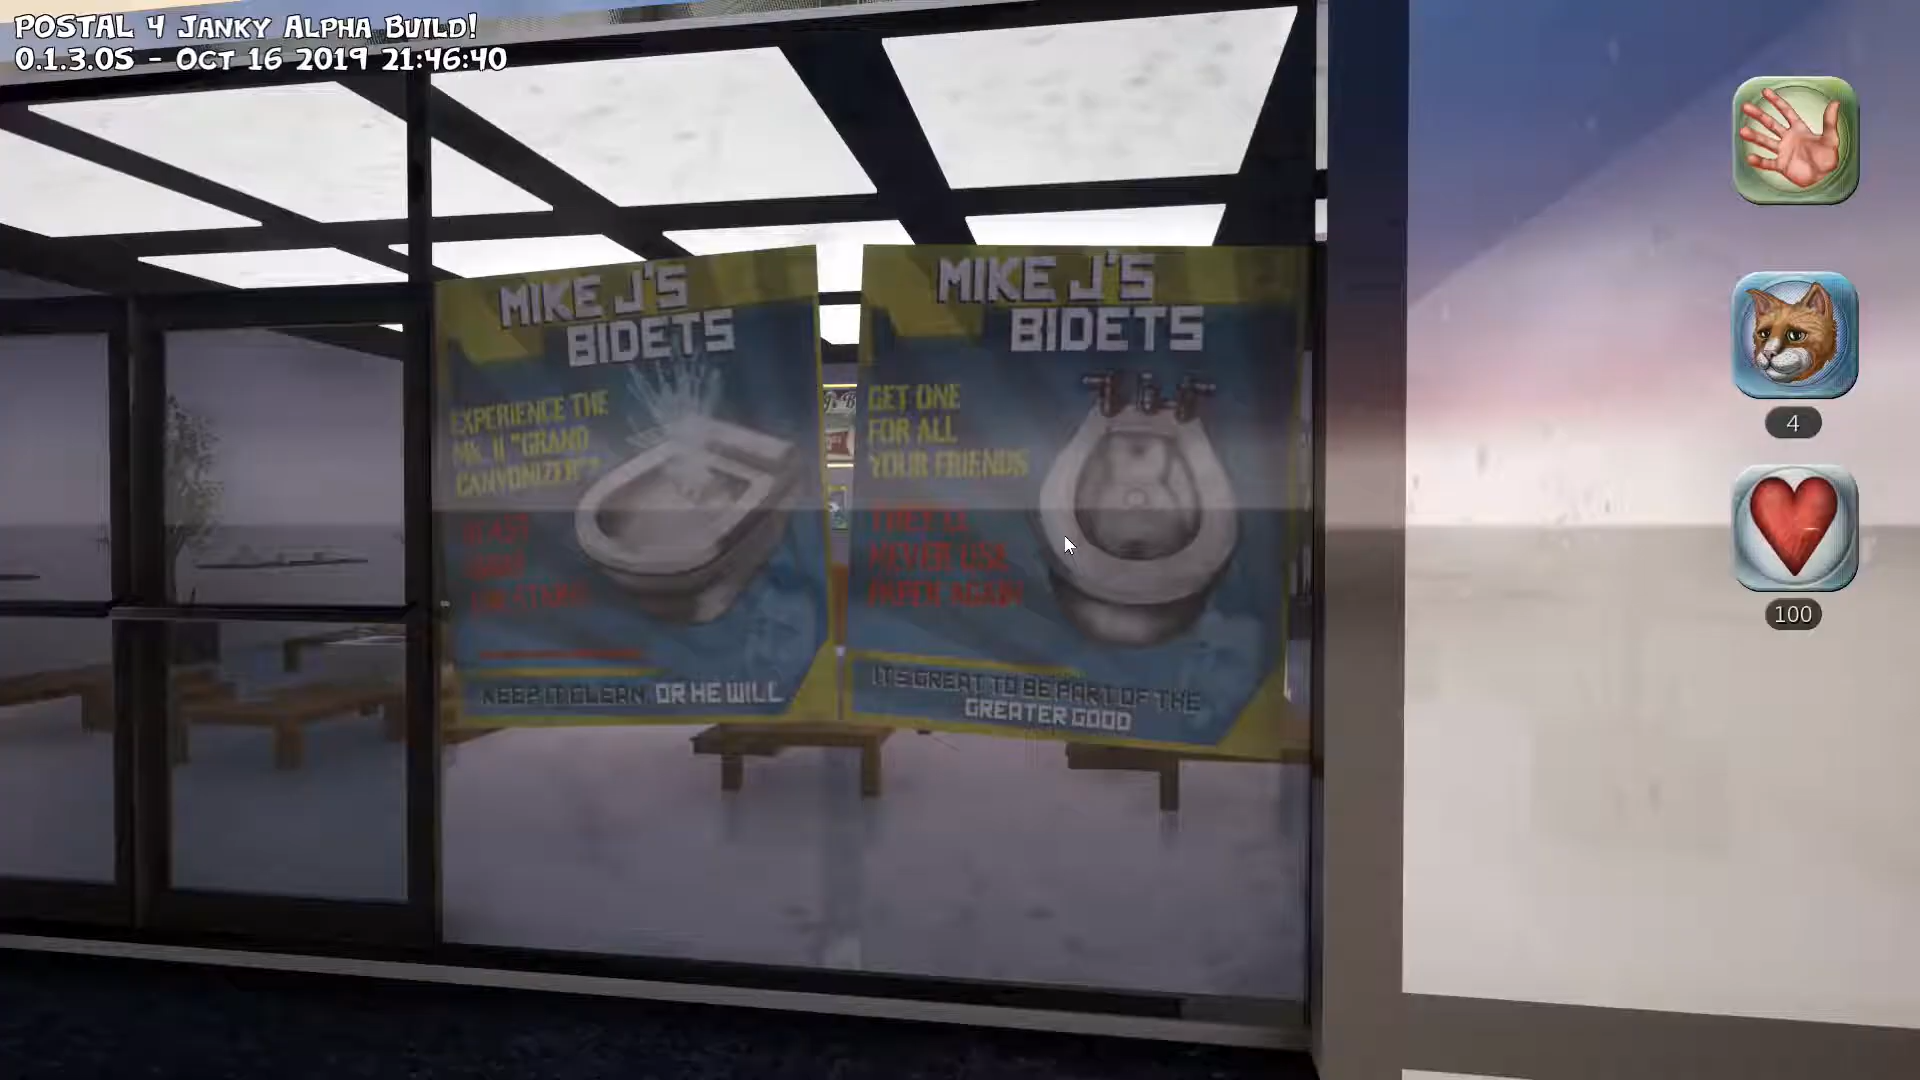 POSTAL 4 JANKY ALPHA BUILD!
0.1.3.0S - OCT 16 2019 21:46:40
MIKE J'S
BIDETS
EXPERIENCE THE
MK. II "GRAND
CANYONIZER"
BLAST
KEEP IT CLEAN, OR HE WILL
MIKE J'S
BIDETS
GET ONE
FOR ALL
YOUR FRIENDS
THEY'LL
NEVER USE
PAPER AGAIN
IT'S GREAT TO BE PART OF THE
GREATER GOOD
4
100